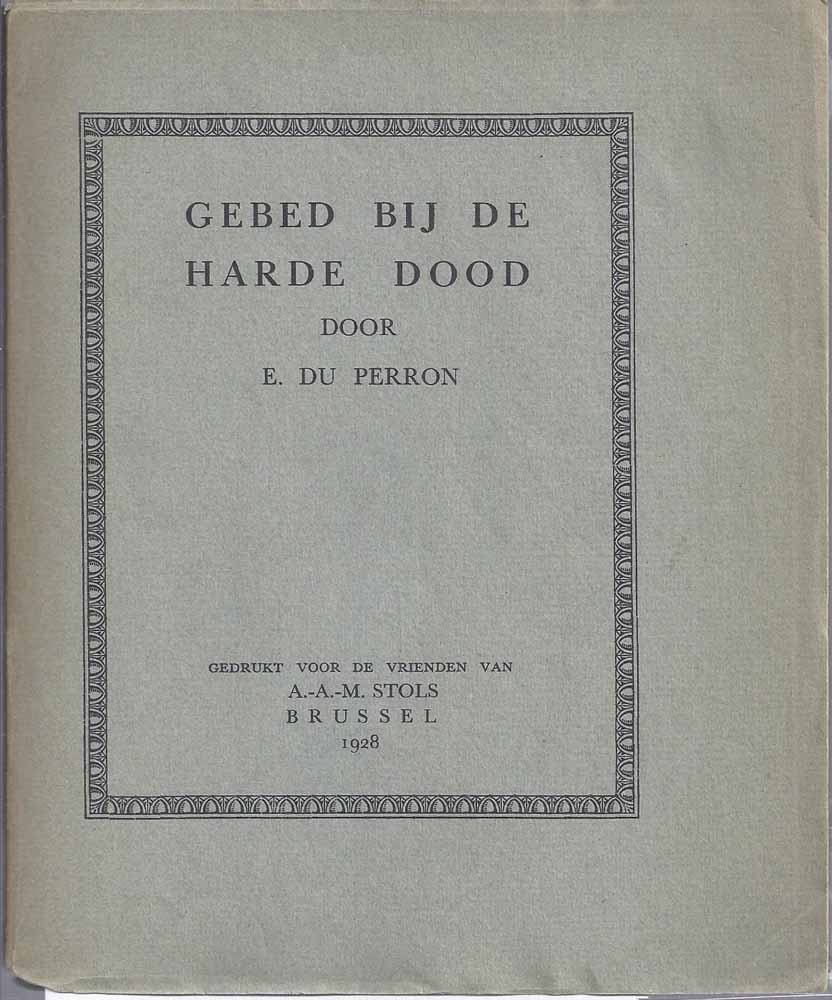 GEBED BIJ DE
HARDE DOOD
DOOR
E. DU PERRON
GEDRUKT VOOR DE VRIENDEN VAN
A.-A.-M. STOLS
BRUSSEL
1928